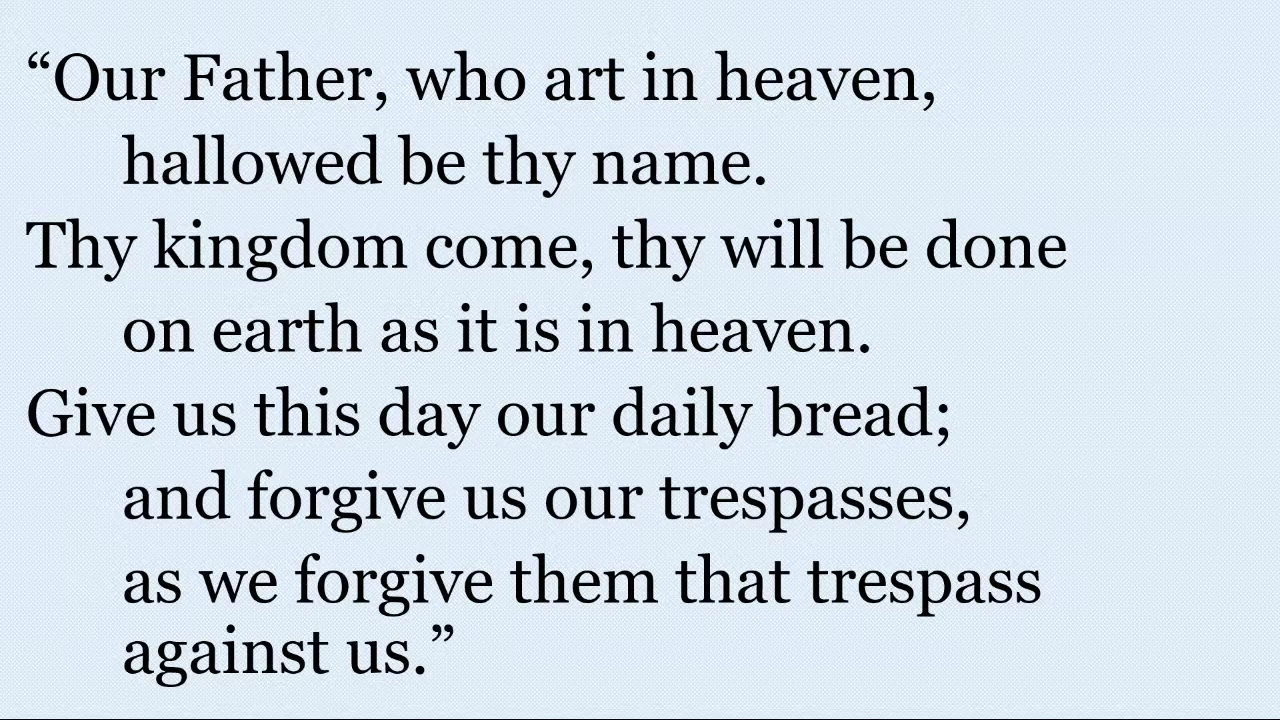 “Our Father, who art in heaven,
hallowed be thy name.
Thy kingdom come, thy will be done
on earth as it is in heaven.
Give us this day our daily bread;
and forgive us our trespasses,
as we forgive them that trespass
against us.”